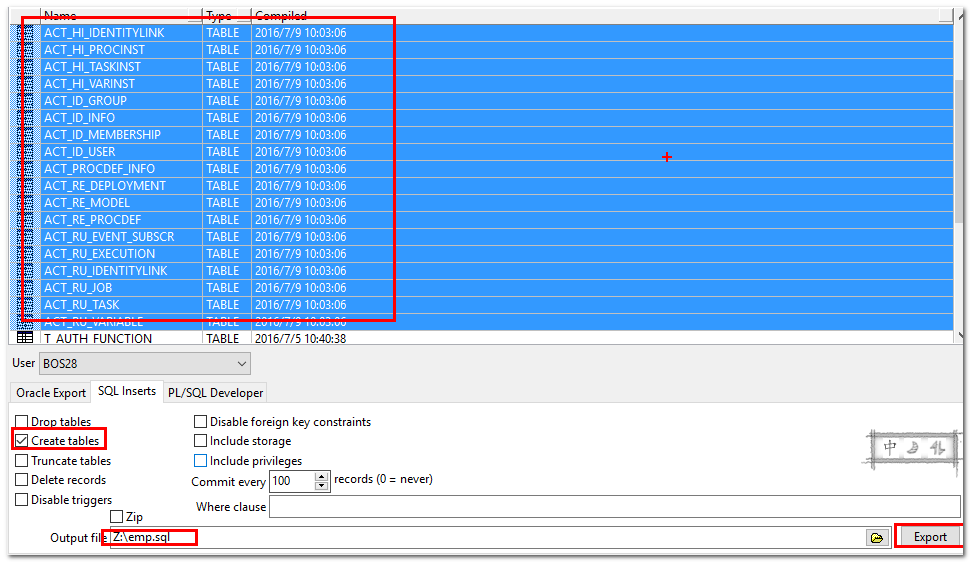 Name Type Compiled
ACT_HI_IDENTITYLINK TABLE 2016/7/9 10:03:06
ACT_HI_PROCINST TABLE 2016/7/9 10:03:06
ACT_HI_TASKINST TABLE 2016/7/9 10:03:06
ACT_HI_VARINST TABLE 2016/7/9 10:03:06
ACT_ID_GROUP TABLE 2016/7/9 10:03:06
ACT_ID_INFO TABLE 2016/7/9 10:03:06
ACT_ID_MEMBERSHIP TABLE 2016/7/9 10:03:06
ACT_ID_USER TABLE 2016/7/9 10:03:06
ACT_PROCDEF_INFO TABLE 2016/7/9 10:03:06
ACT_RE_DEPLOYMENT TABLE 2016/7/9 10:03:06
ACT_RE_MODEL TABLE 2016/7/9 10:03:06
ACT_RE_PROCDEF TABLE 2016/7/9 10:03:06
ACT_RU_EVENT_SUBSCR TABLE 2016/7/9 10:03:06
ACT_RU_EXECUTION TABLE 2016/7/9 10:03:06
ACT_RU_IDENTITYLINK TABLE 2016/7/9 10:03:06
ACT_RU_JOB TABLE 2016/7/9 10:03:06
ACT_RU_TASK TABLE 2016/7/9 10:03:06
ACT_RU_VARIABLE TABLE 2016/7/9 10:03:06
T_AUTH_FUNCTION TABLE 2016/7/5 10:40:38
User BOS28
Oracle Export SQL Inserts PL/SQL Developer
Drop tables Disable foreign key constraints
Create tables Include storage
Truncate tables Include privileges
Delete records Commit every 100 records (0 = never)
Disable triggers Where clause
Zip
Output file Z:\emp.sql Export
中